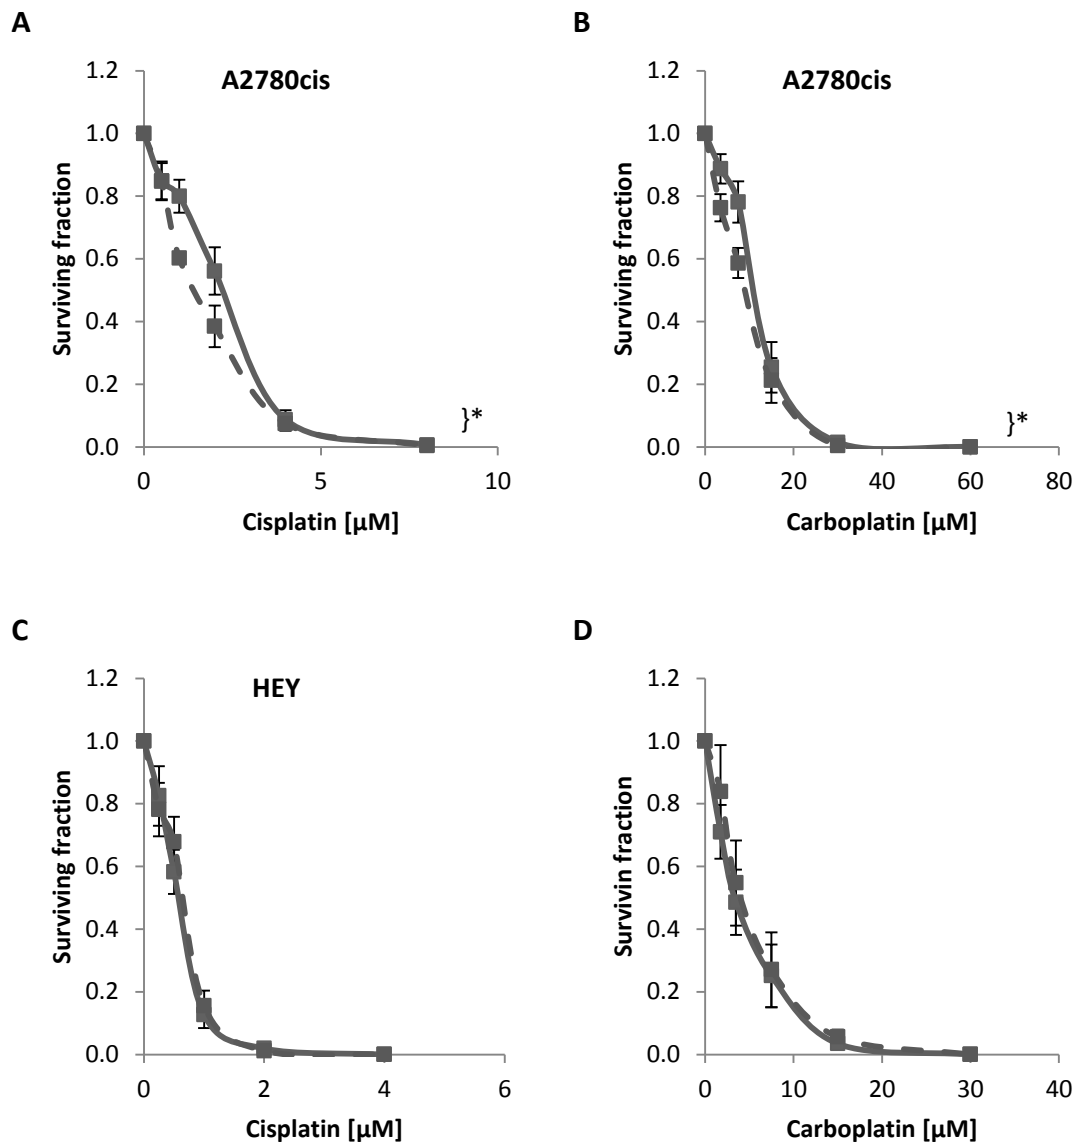 A
A2780cis
1.2
1.0
0.8
0.6
0.4
0.2
0.0
Surviving fraction
}*
0 5 10
Cisplatin [µM]
B
A2780cis
1.2
1.0
0.8
0.6
0.4
0.2
0.0
Surviving fraction
}*
0 20 40 60 80
Carboplatin [µM]
C
HEY
1.2
1.0
0.8
0.6
0.4
0.2
0.0
Surviving fraction
0 2 4 6
Cisplatin [µM]
D
1.2
1.0
0.8
0.6
0.4
0.2
0.0
Survivin fraction
0 10 20 30 40
Carboplatin [µM]